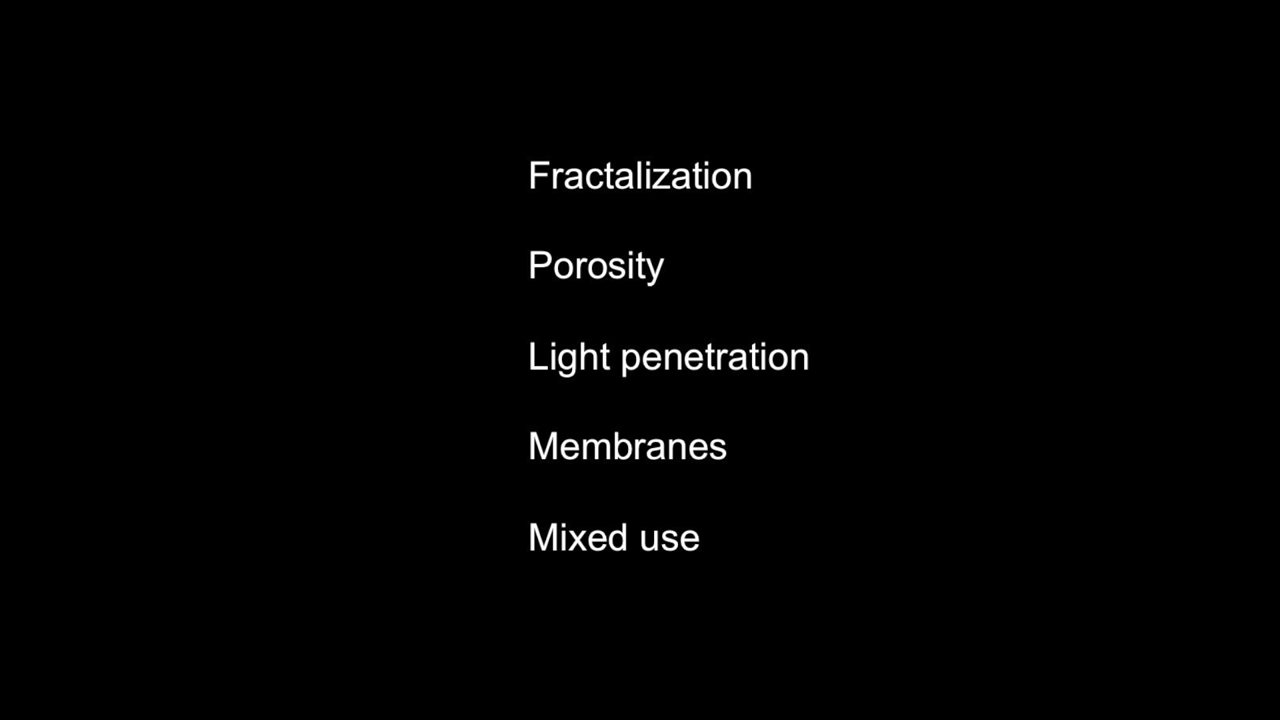 Fractalization
Porosity
Light penetration
Membranes
Mixed use